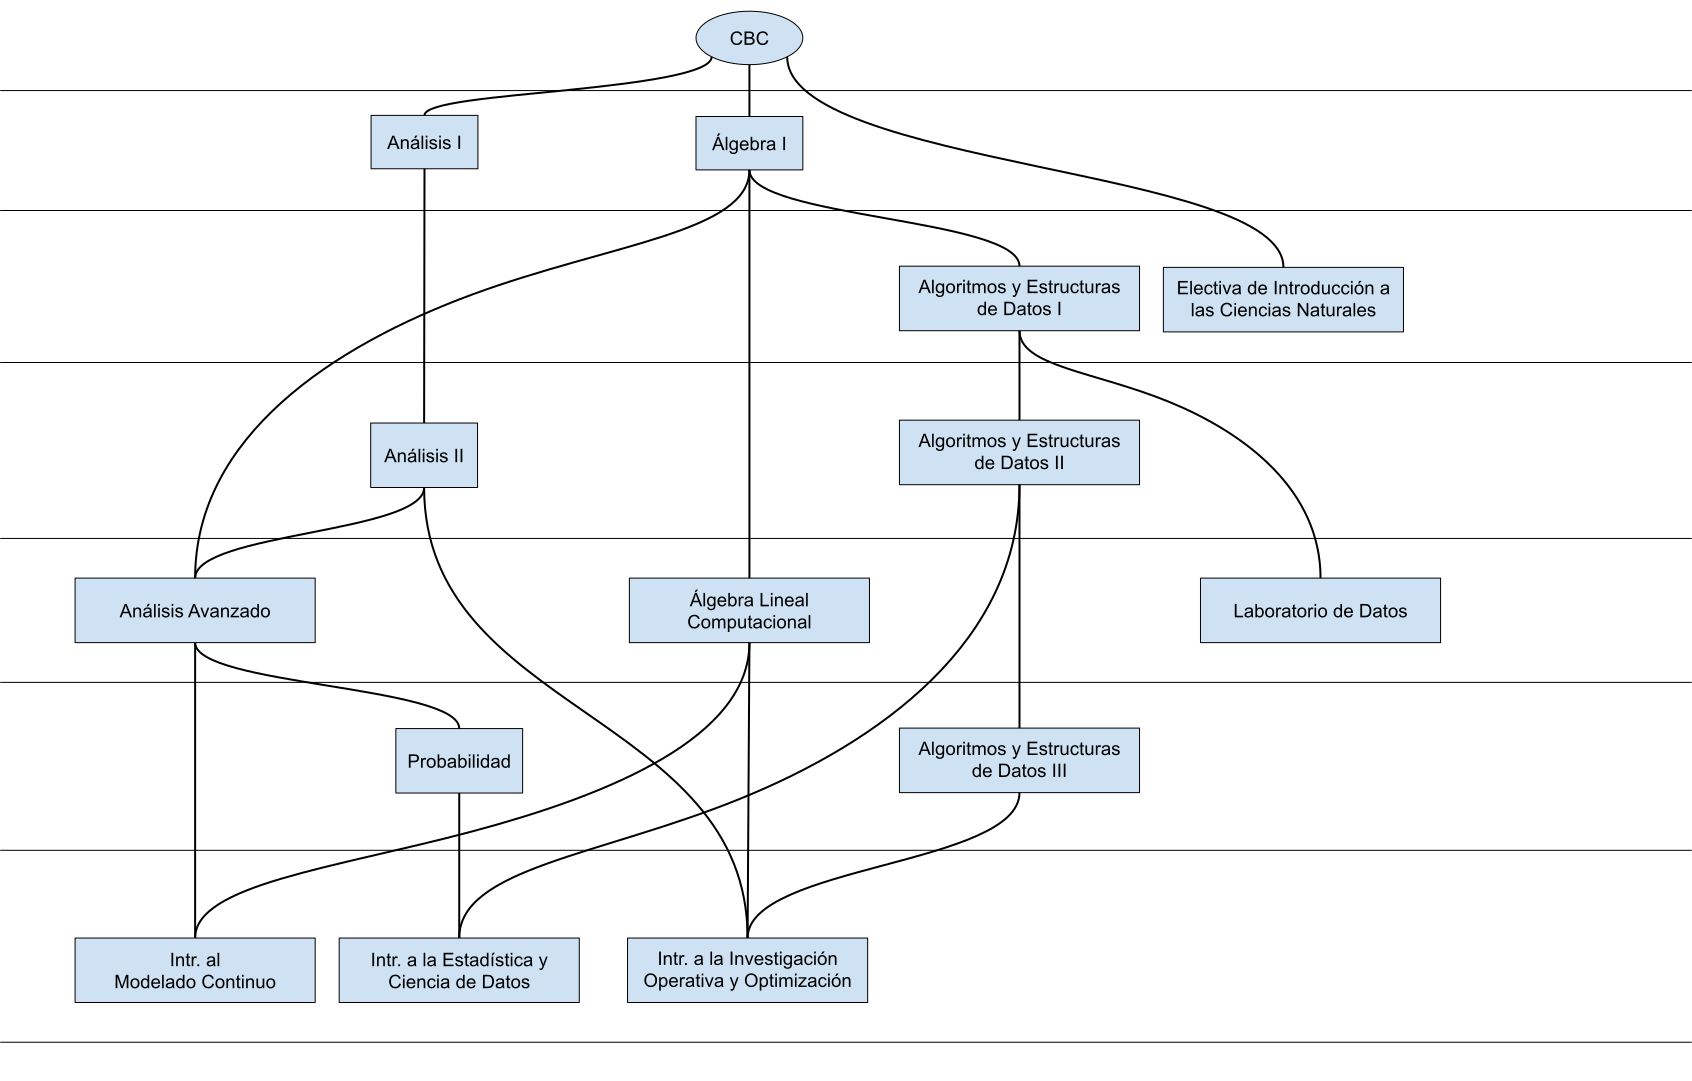 CBC
Análisis I
Álgebra I
Algoritmos y Estructuras
de Datos I
Electiva de Introducción a
las Ciencias Naturales
Análisis II
Algoritmos y Estructuras
de Datos II
Análisis Avanzado
Álgebra Lineal
Computacional
Laboratorio de Datos
Probabilidad
Algoritmos y Estructuras
de Datos III
Intr. al
Modelado Continuo
Intr. a la Estadística y
Ciencia de Datos
Intr. a la Investigación
Operativa y Optimización